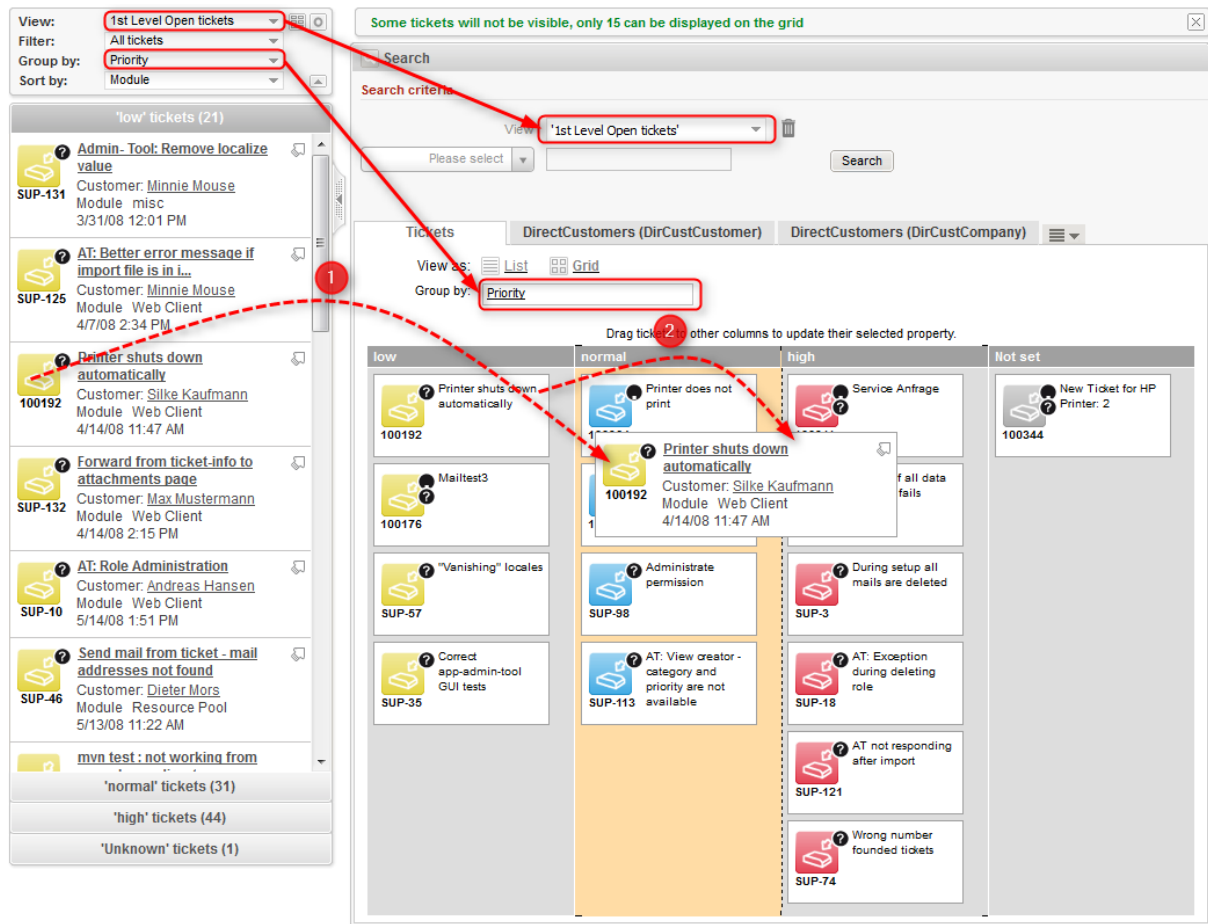 View: 1st Level Open tickets
Filter: All tickets
Group by: Priority
Sort by: Module
'low' tickets (21)
Admin- Tool: Remove localize
value
Customer: Minnie Mouse
Module misc
3/31/08 12:01 PM
SUP-131
AT: Better error message if
import file is in i...
Customer: Minnie Mouse
Module Web Client
4/7/08 2:34 PM
SUP-125
Printer shuts down
automatically
Customer: Silke Kaufmann
Module Web Client
4/14/08 11:47 AM
100192
Forward from ticket-info to
attachments page
Customer: Max Mustermann
Module Web Client
4/14/08 2:15 PM
SUP-132
AT: Role Administration
Customer: Andreas Hansen
Module Web Client
5/14/08 1:51 PM
SUP-10
Send mail from ticket - mail
addresses not found
Customer: Dieter Mors
Module Resource Pool
5/13/08 11:22 AM
SUP-46
mvn test : not working from
'normal' tickets (31)
'high' tickets (44)
'Unknown' tickets (1)
Some tickets will not be visible, only 15 can be displayed on the grid
Search
Search criteria
View '1st Level Open tickets'
Please select
Search
Tickets DirectCustomers (DirCustCustomer) DirectCustomers (DirCustCompany)
View as: List Grid
1
Group by: Priority
2
Drag tickets to other columns to update their selected property.
low normal high Not set
Printer shuts down
automatically
100192
Mailtest3
100176
"Vanishing" locales
SUP-57
Correct
app-admin-tool
GUI tests
SUP-35
Printer does not
print
Administrate
permission
SUP-98
AT: View creator -
category and
priority are not
available
SUP-113
Printer shuts down
automatically
Customer: Silke Kaufmann
Module Web Client
4/14/08 11:47 AM
100192
Service Anfrage
f all data
fails
During setup all
mails are deleted
SUP-3
AT: Exception
during deleting
role
SUP-18
AT not responding
after import
SUP-121
Wrong number
founded tickets
SUP-74
New Ticket for HP
Printer: 2
100344